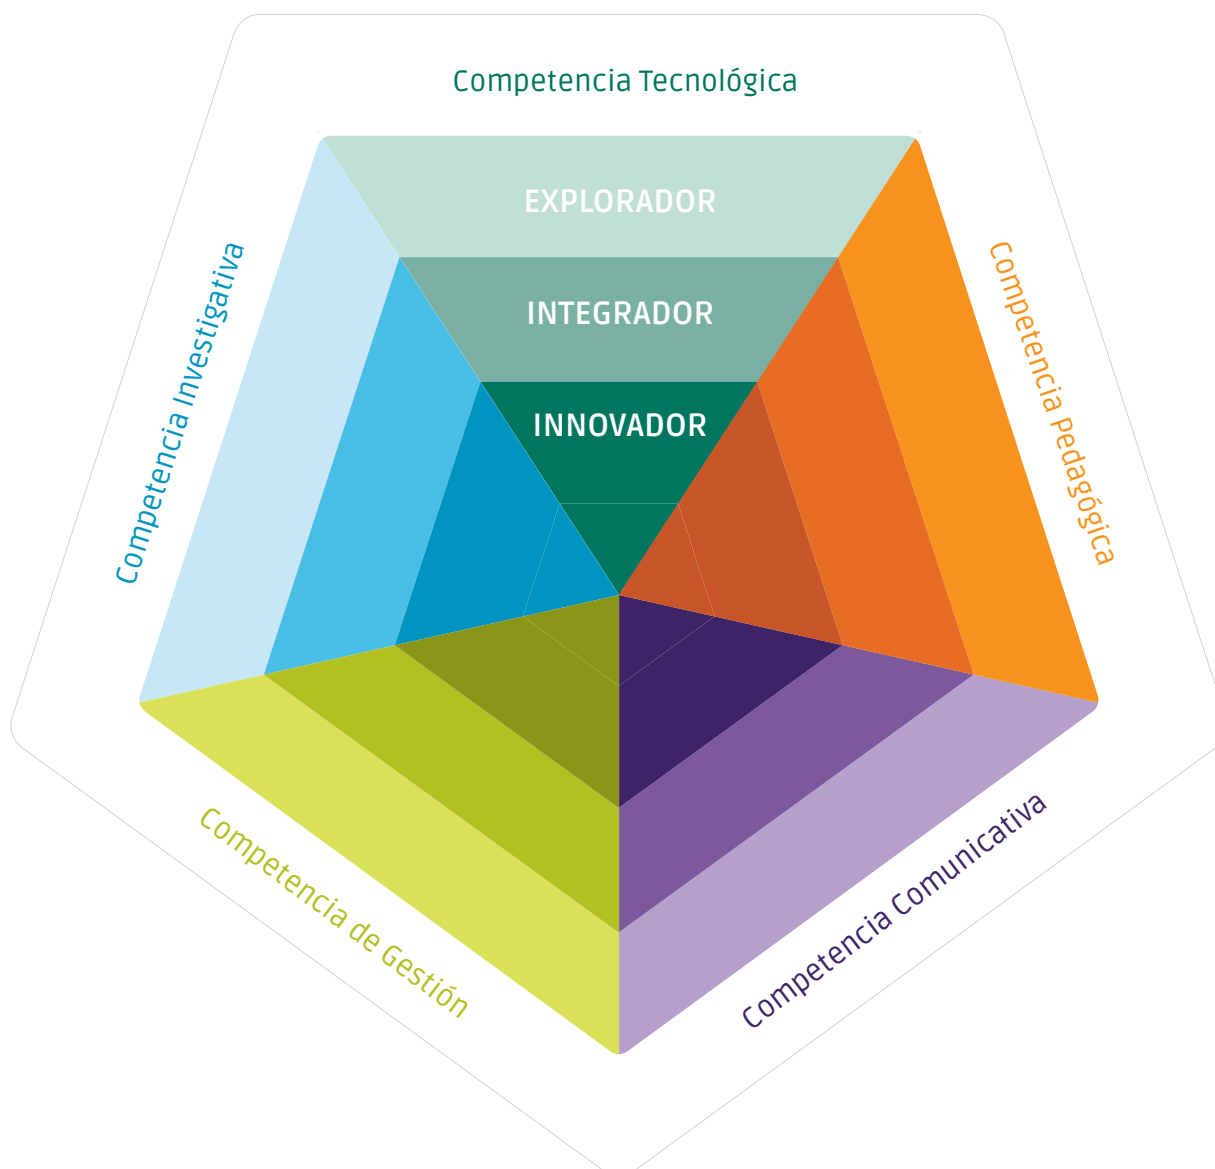 Competencia Tecnológica
EXPLORADOR
INTEGRADOR
INNOVADOR
Competencia Investigativa
Competencia Pedagógica
Competencia de Gestión
Competencia Comunicativa